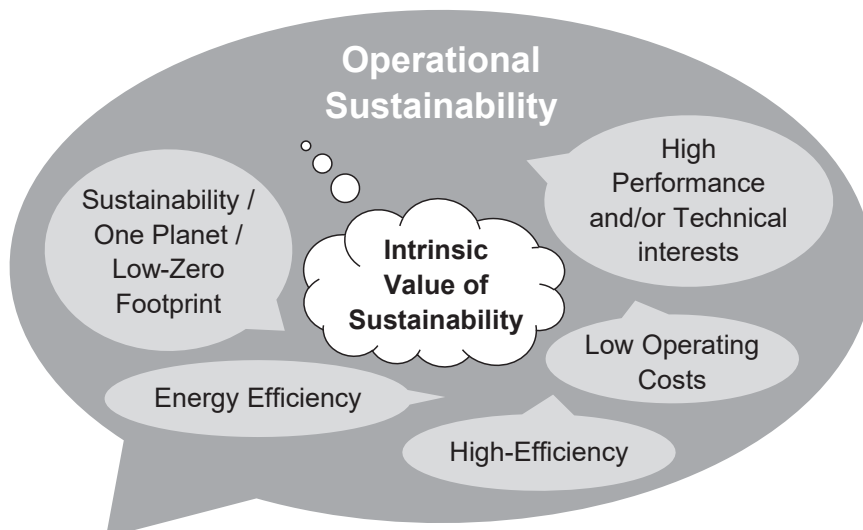 Operational
Sustainability
High
Performance
and/or Technical
interests
Sustainability /
One Planet /
Low-Zero
Footprint
Intrinsic
Value of
Sustainability
Low Operating
Costs
Energy Efficiency
High-Efficiency